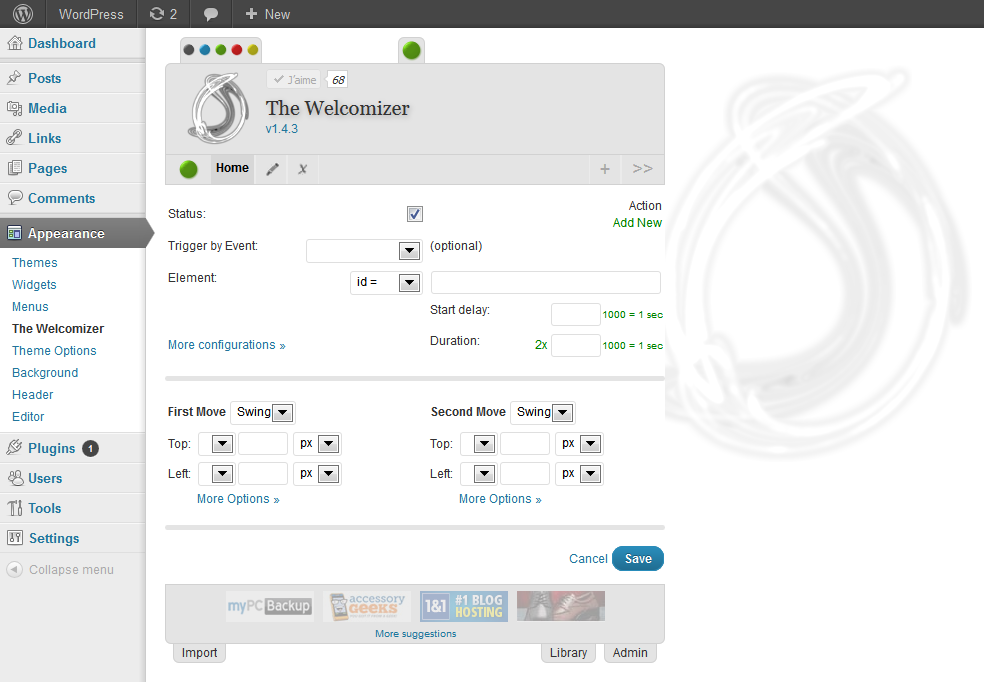 WordPress 2 + New
Dashboard
Posts
Media
Links
Pages
Comments
Appearance
Themes
Widgets
Menus
The Welcomizer
Theme Options
Background
Header
Editor
Plugins 1
Users
Tools
Settings
Collapse menu
J'aime 68
The Welcomizer
v1.4.3
Home x + >>
Status:
Action
Add New
Trigger by Event: (optional)
Element: id =
Start delay: 1000 = 1 sec
More configurations » Duration: 2x 1000 = 1 sec
First Move Swing Second Move Swing
Top: px Top: px
Left: px Left: px
More Options » More Options »
Cancel Save
myPCBackup accessory geeks 1&1 #1 BLOG HOSTING
More suggestions
Import Library Admin